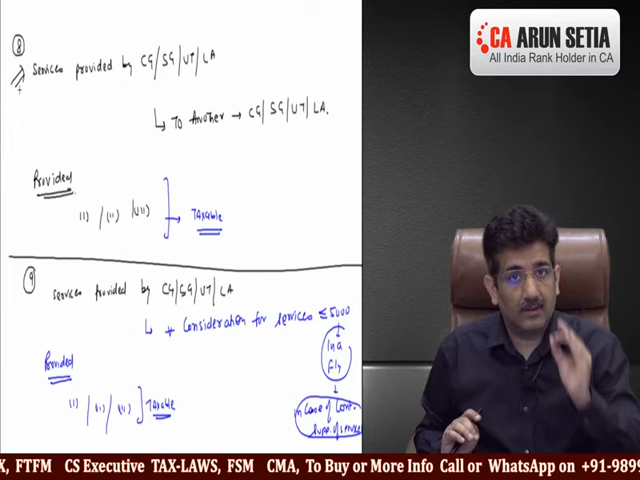 8
Services provided by CG/SG/UT/LA
To Another → CG/SG/UT/LA.
Provided
(i) / (ii) / (iii) → Taxable
9
Services provided by CG/SG/UT/LA
+ Consideration for services ≤ 5000
In a
F/y
Provided
(i) / (ii) / (iii) Taxable
In Case of Cont.
Supp. of service
CA ARUN SETIA
All India Rank Holder in CA
X, FTFM CS Executive TAX-LAWS, FSM CMA, To Buy or More Info Call or WhatsApp on +91-9899